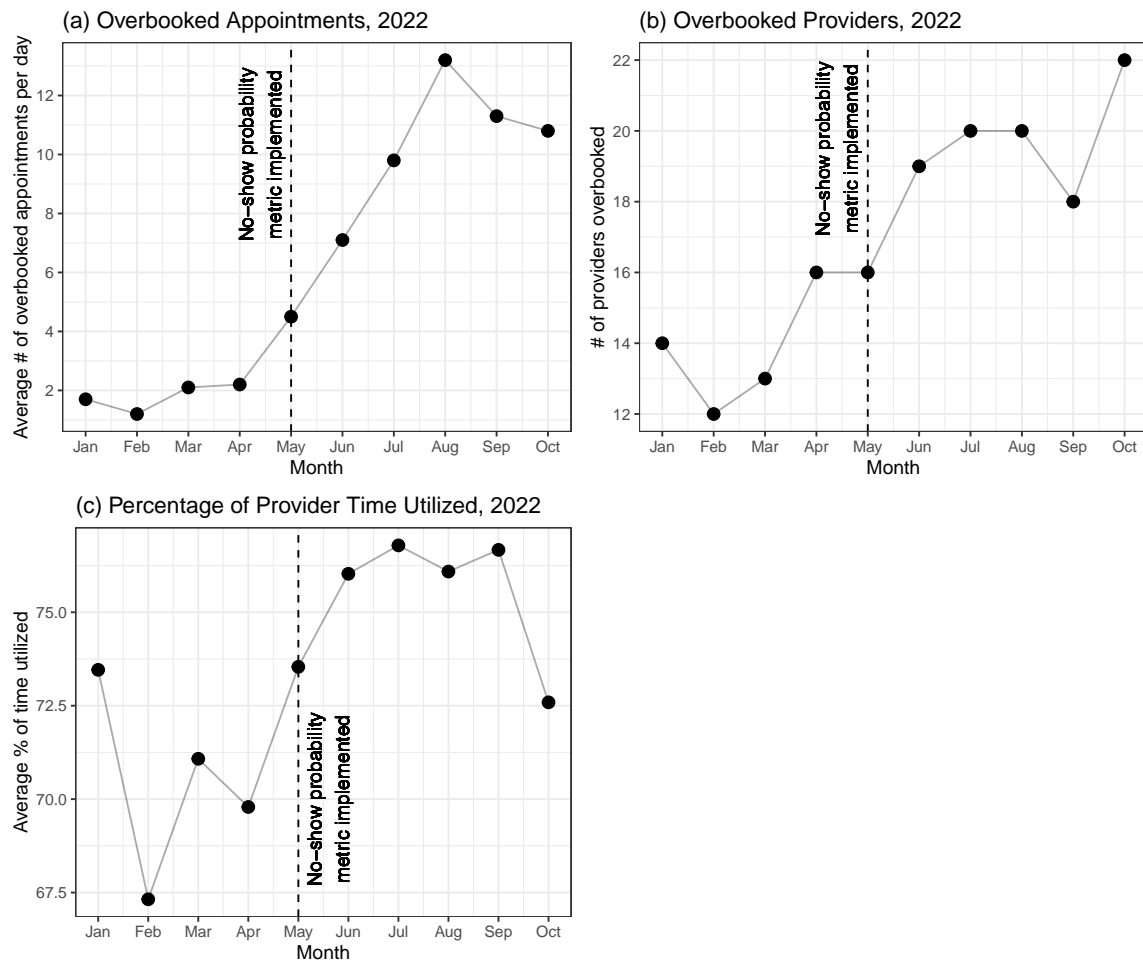 (a) Overbooked Appointments, 2022
Average # of overbooked appointments per day
12
10
8
6
4
2
No−show probability
metric implemented
Jan Feb Mar Apr May Jun Jul Aug Sep Oct
Month
(b) Overbooked Providers, 2022
# of providers overbooked
22
20
18
16
14
12
No−show probability
metric implemented
Jan Feb Mar Apr May Jun Jul Aug Sep Oct
Month
(c) Percentage of Provider Time Utilized, 2022
Average % of time utilized
75.0
72.5
70.0
67.5
No−show probability
metric implemented
Jan Feb Mar Apr May Jun Jul Aug Sep Oct
Month